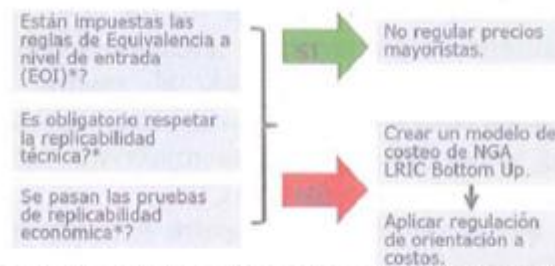 Están impuestas las
reglas de Equivalencia a
nivel de entrada
(EOI)*?
Es obligatorio respetar
la replicabilidad
técnica?*
Se pasan las pruebas
de replicabilidad
económica*?
SI
NO
No regular precios
mayoristas.
Crear un modelo de
costeo de NGA
LRIC Bottom Up.
Aplicar regulación
de orientación a
costos.